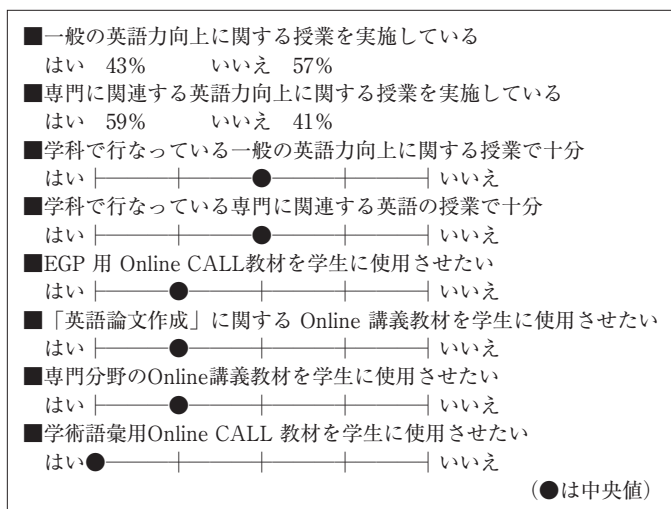 ■一般の英語力向上に関する授業を実施している
はい 43% いいえ 57%
■専門に関連する英語力向上に関する授業を実施している
はい 59% いいえ 41%
■学科で行なっている一般の英語力向上に関する授業で十分
はい いいえ
■学科で行なっている専門に関連する英語の授業で十分
はい いいえ
■EGP 用 Online CALL教材を学生に使用させたい
はい いいえ
■「英語論文作成」に関する Online 講義教材を学生に使用させたい
はい いいえ
■専門分野のOnline講義教材を学生に使用させたい
はい いいえ
■学術語彙用Online CALL 教材を学生に使用させたい
はい いいえ
(●は中央値)